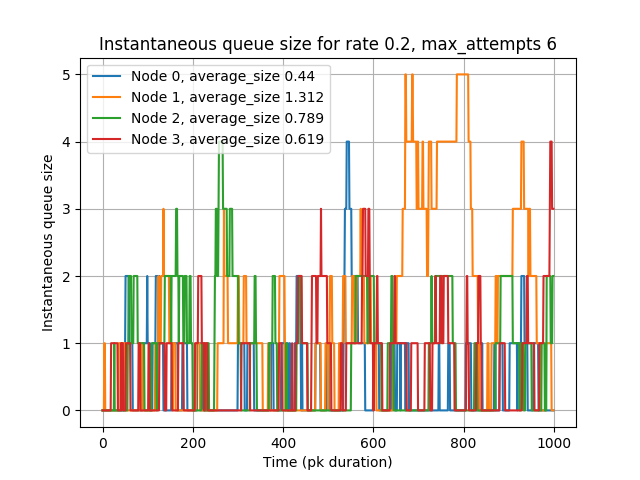 Instantaneous queue size for rate 0.2, max_attempts 6
Node 0, average_size 0.44
Node 1, average_size 1.312
Node 2, average_size 0.789
Node 3, average_size 0.619
Instantaneous queue size
5
4
3
2
1
0
0 200 400 600 800 1000
Time (pk duration)